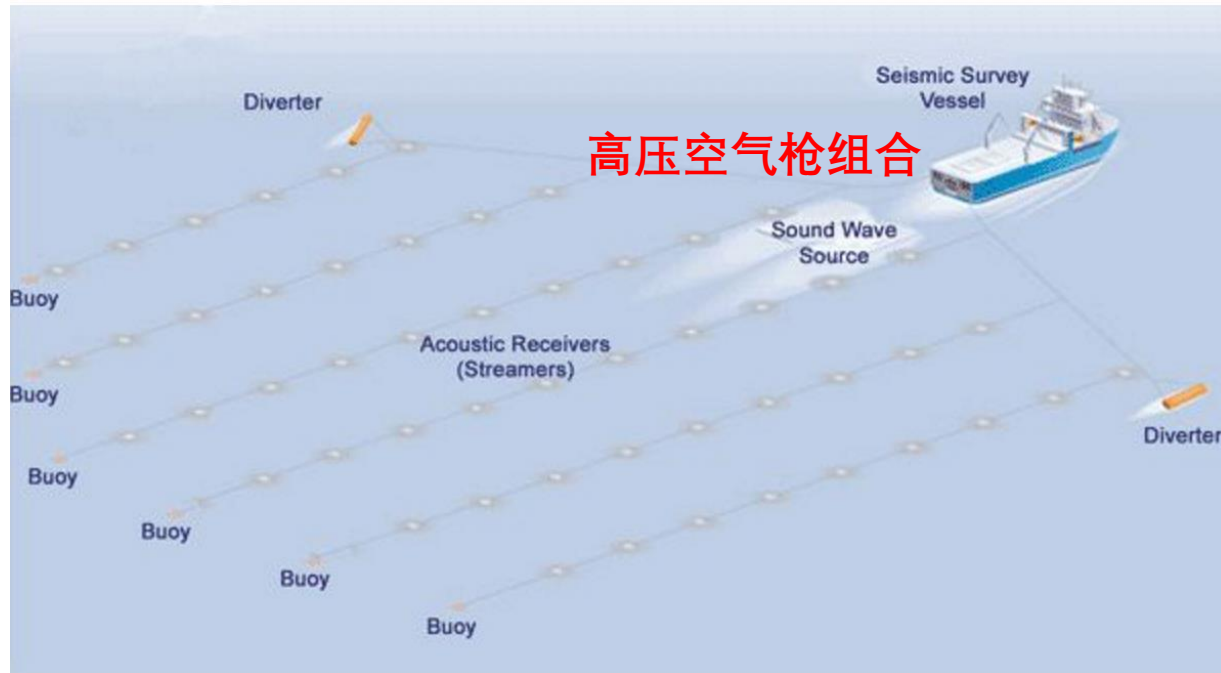 Seismic Survey
Vessel
Diverter
高压空气枪组合
Sound Wave
Source
Buoy
Acoustic Receivers
(Streamers)
Buoy
Diverter
Buoy
Buoy
Buoy
Buoy